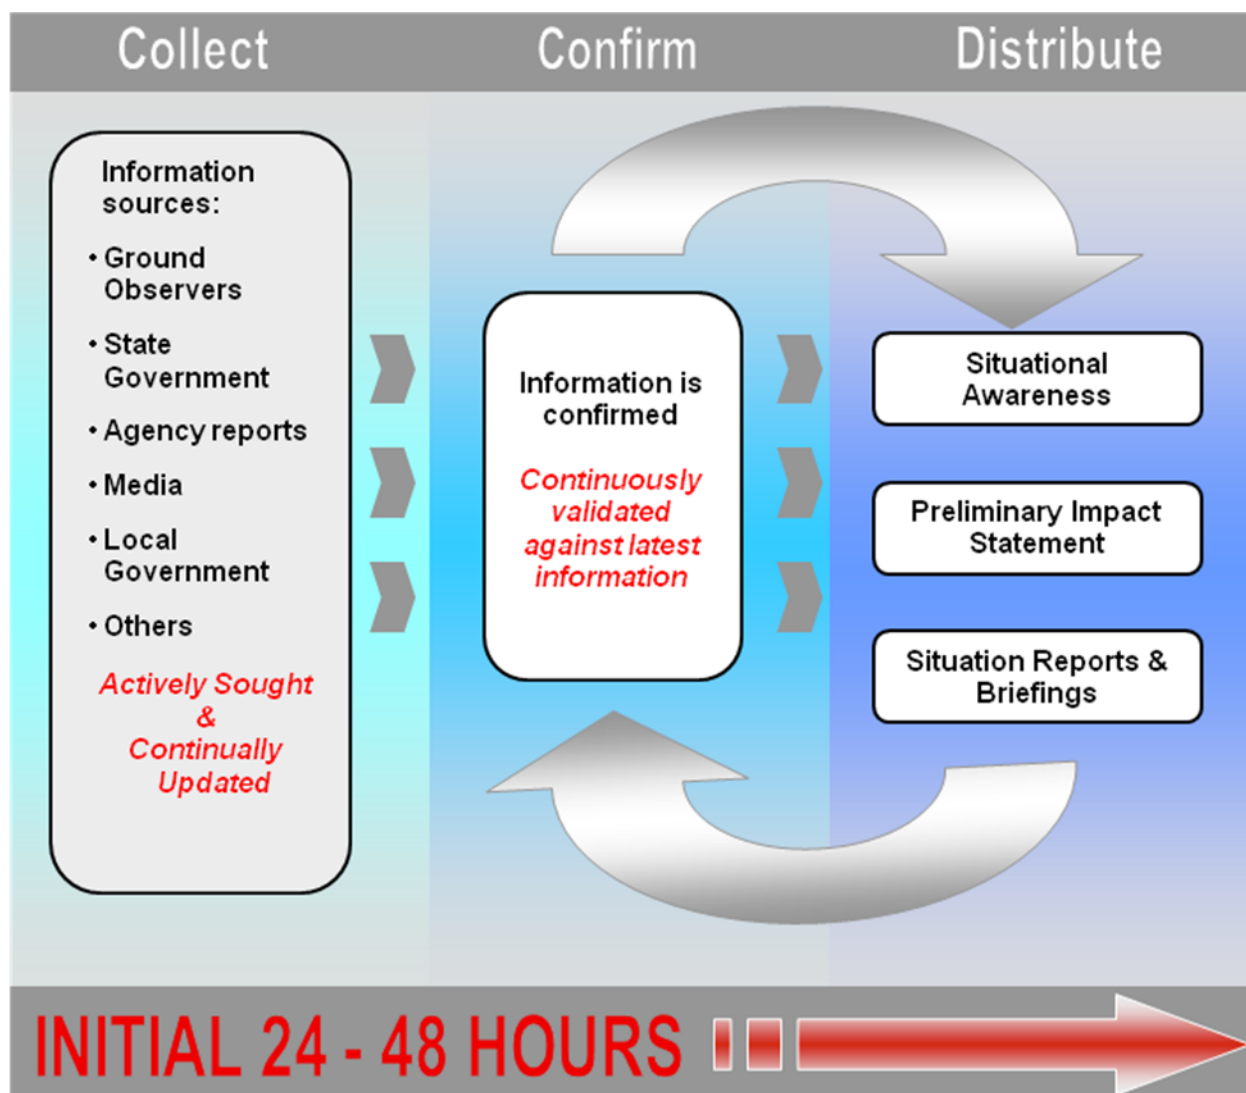 Collect
Confirm
Distribute
Information
sources:
• Ground
Observers
• State
Government
• Agency reports
• Media
• Local
Government
• Others
Actively Sought
&
Continually
Updated
Information is
confirmed
Continuously
validated
against latest
information
Situational
Awareness
Preliminary Impact
Statement
Situation Reports &
Briefings
INITIAL 24 - 48 HOURS